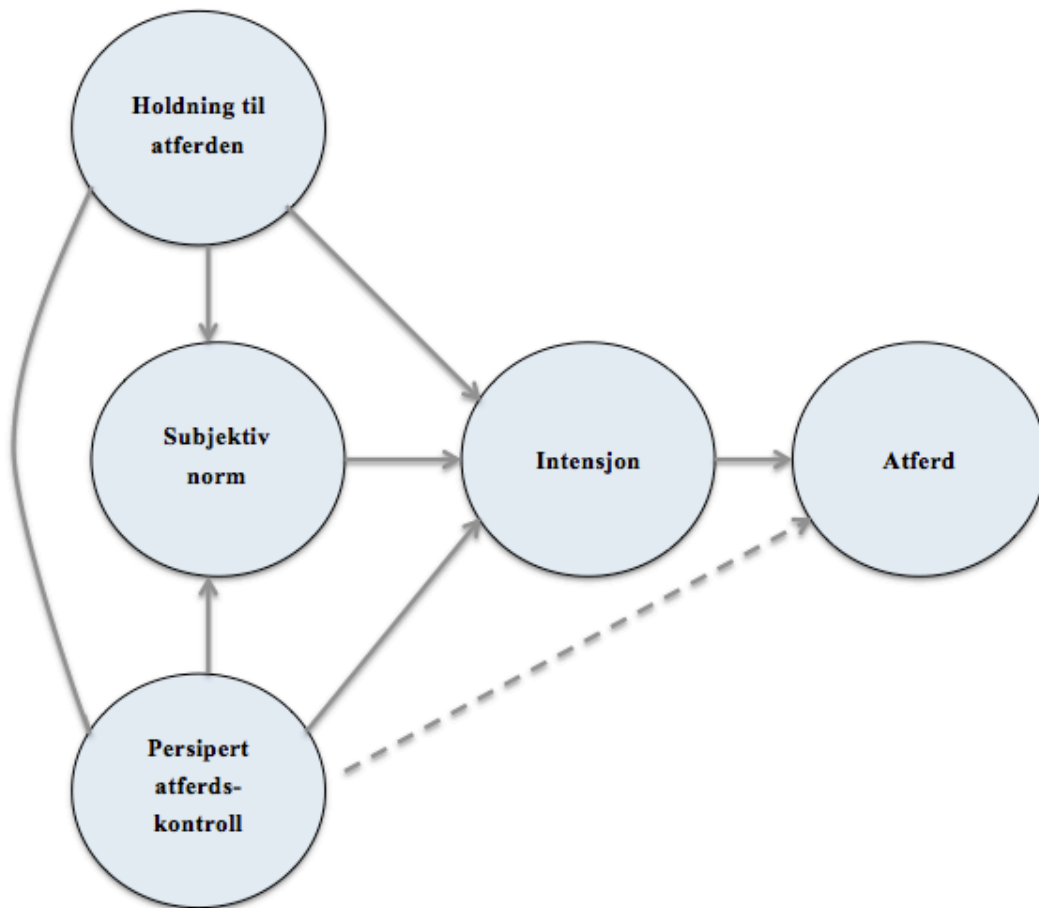 Holdning til
atferden
Subjektiv
norm
Intensjon
Atferd
Persipert
atferds-
kontroll